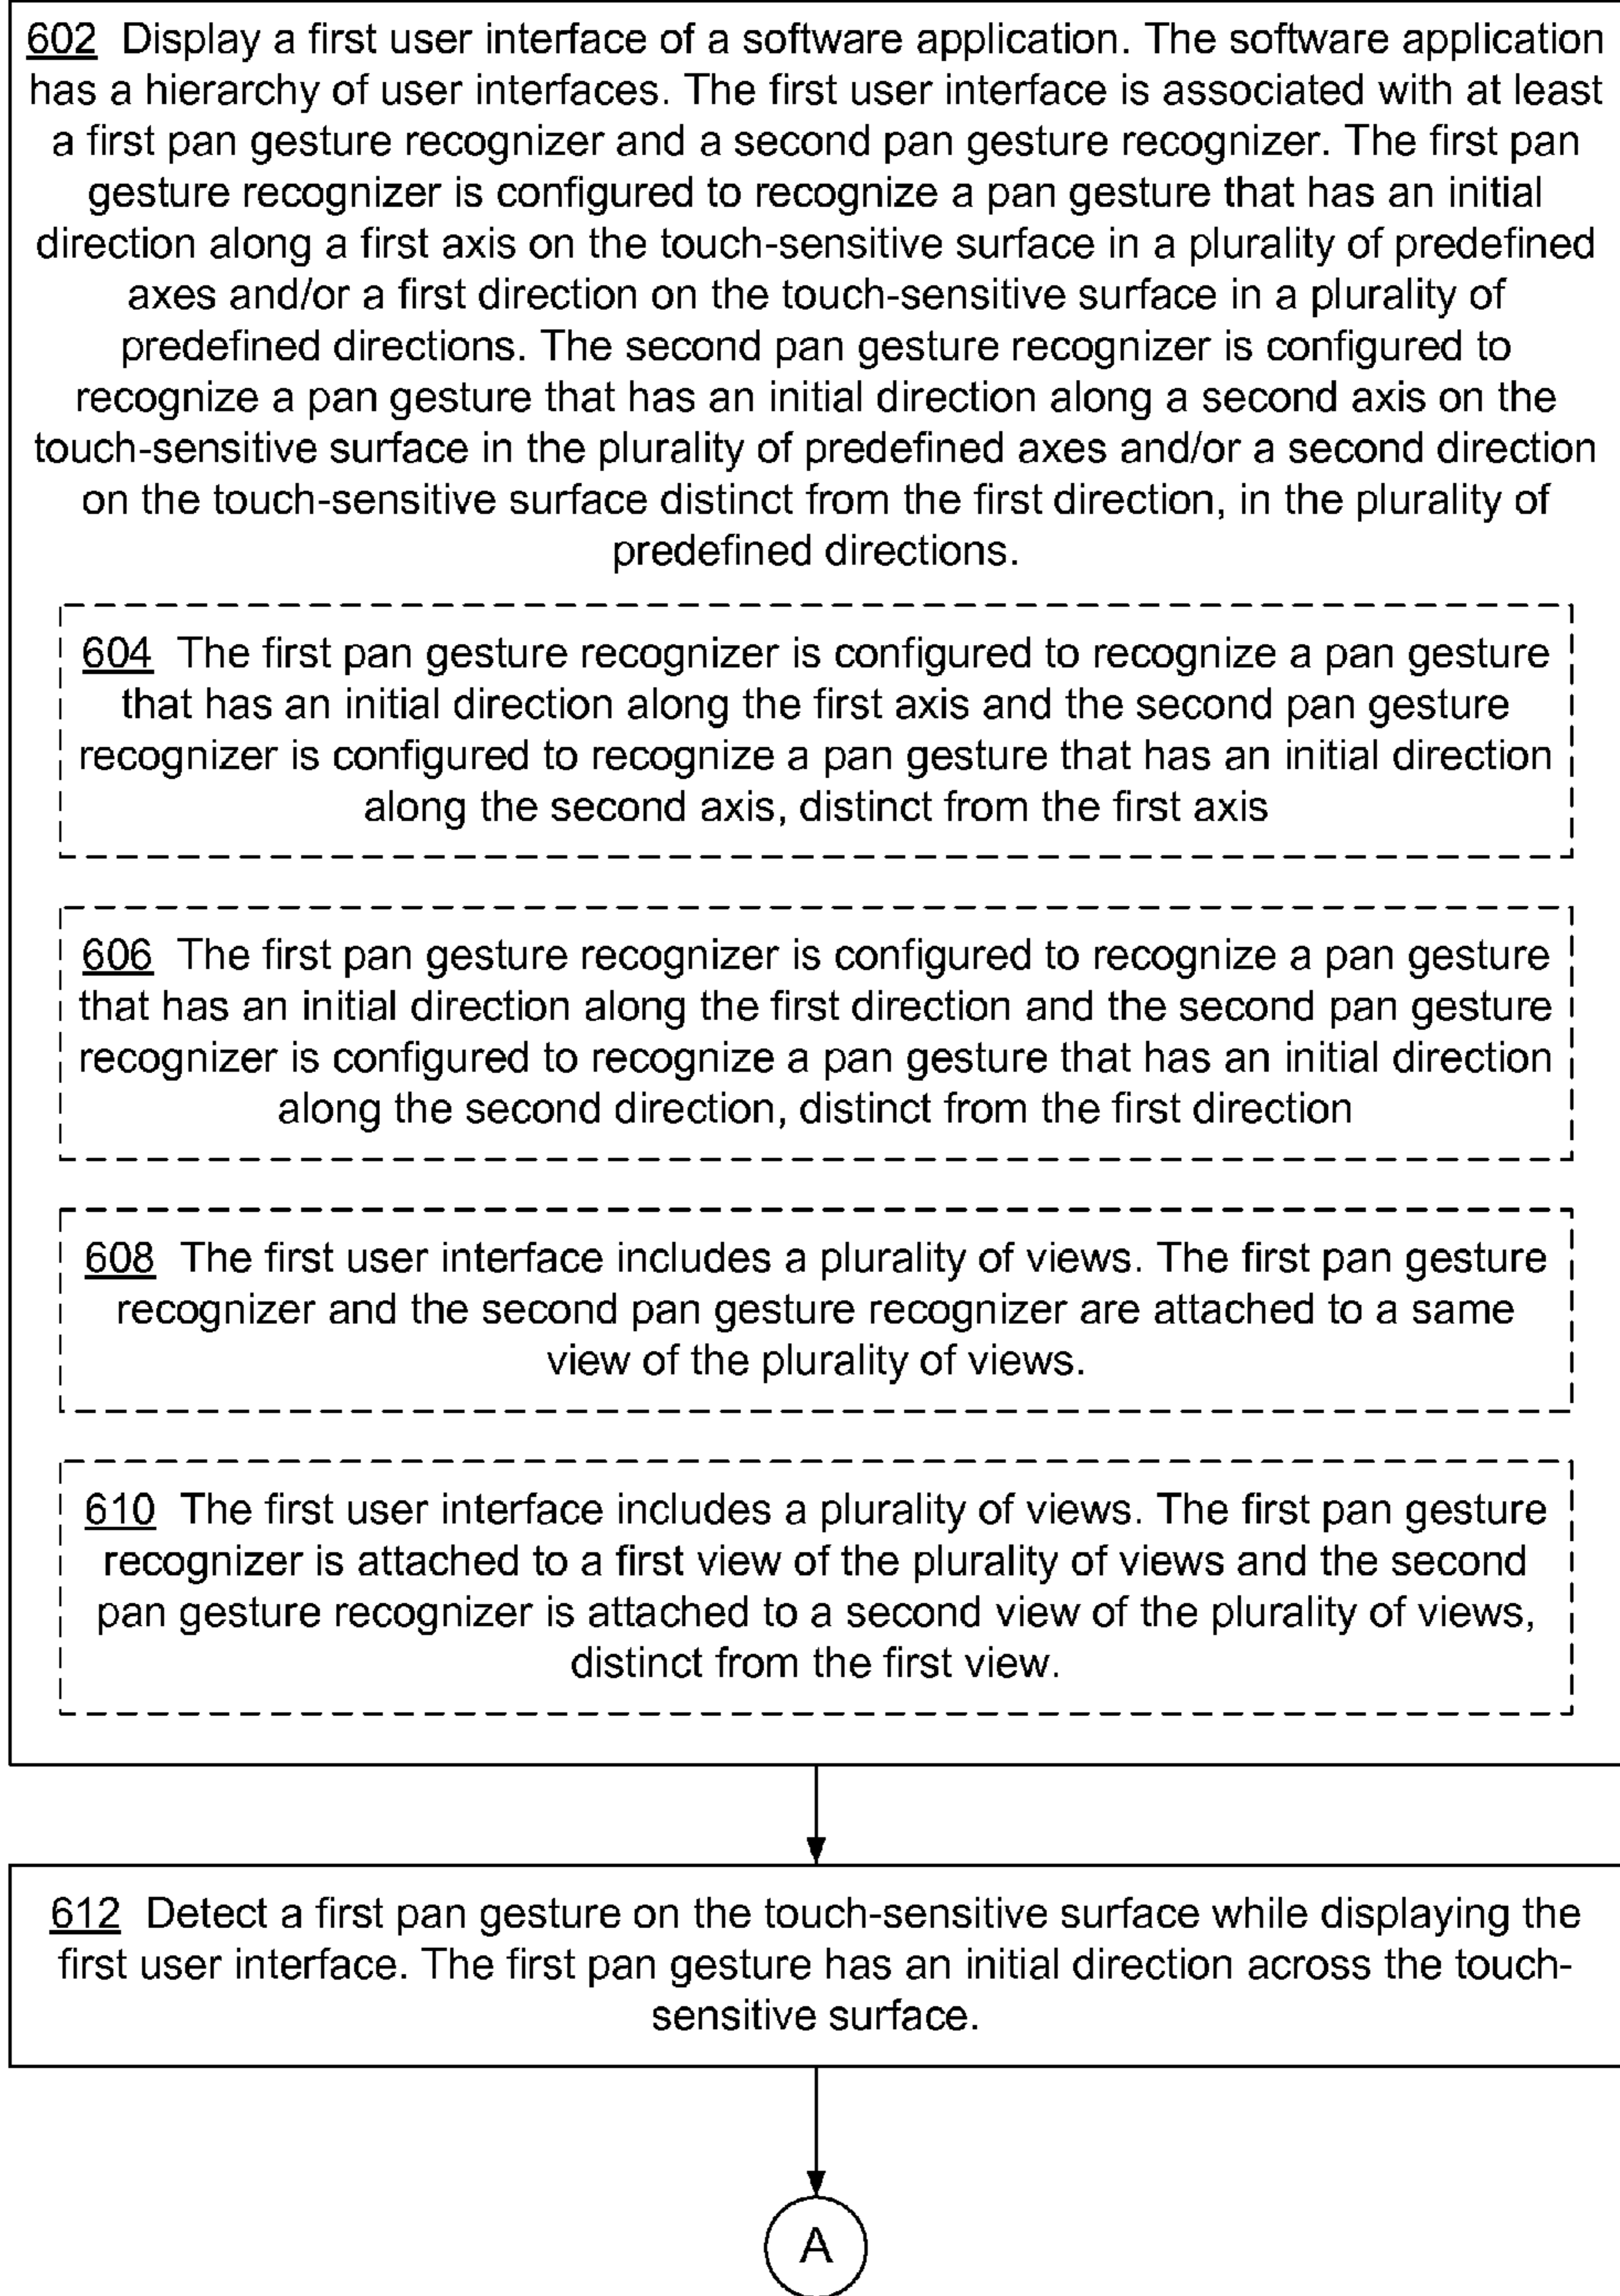 602 Display a first user interface of a software application. The software application
has a hierarchy of user interfaces. The first user interface is associated with at least
a first pan gesture recognizer and a second pan gesture recognizer. The first pan
gesture recognizer is configured to recognize a pan gesture that has an initial
direction along a first axis on the touch-sensitive surface in a plurality of predefined
axes and/or a first direction on the touch-sensitive surface in a plurality of
predefined directions. The second pan gesture recognizer is configured to
recognize a pan gesture that has an initial direction along a second axis on the
touch-sensitive surface in the plurality of predefined axes and/or a second direction
on the touch-sensitive surface distinct from the first direction, in the plurality of
predefined directions.
604 The first pan gesture recognizer is configured to recognize a pan gesture
that has an initial direction along the first axis and the second pan gesture
recognizer is configured to recognize a pan gesture that has an initial direction
along the second axis, distinct from the first axis
606 The first pan gesture recognizer is configured to recognize a pan gesture
that has an initial direction along the first direction and the second pan gesture
recognizer is configured to recognize a pan gesture that has an initial direction
along the second direction, distinct from the first direction
608 The first user interface includes a plurality of views. The first pan gesture
recognizer and the second pan gesture recognizer are attached to a same
view of the plurality of views.
610 The first user interface includes a plurality of views. The first pan gesture
recognizer is attached to a first view of the plurality of views and the second
pan gesture recognizer is attached to a second view of the plurality of views,
distinct from the first view.
612 Detect a first pan gesture on the touch-sensitive surface while displaying the
first user interface. The first pan gesture has an initial direction across the touch-
sensitive surface.
A